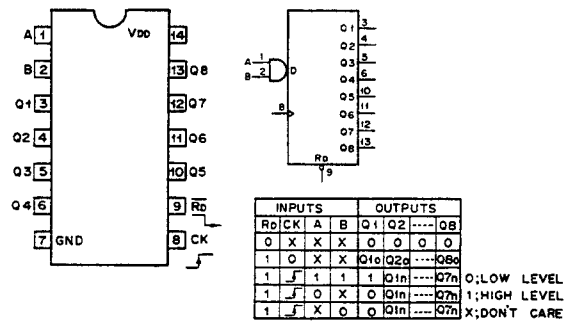 A 1 VDD 14
B 2 13 Q8
Q1 3 12 Q7
Q2 4 11 Q6
Q3 5 10 Q5
Q4 6 9 RD
7 GND 8 CK
A 1
B 2
D
8
RD
9
Q1 3
Q2 4
Q3 5
Q4 6
Q5 10
Q6 11
Q7 12
Q8 13
INPUTS OUTPUTS
RD CK A B Q1 Q2 ---- Q8
0 X X X 0 0 0 0
1 0 X X Q1o Q2o ---- Q8o
1 1 1 1 Q1n ---- Q7n 0;LOW LEVEL
1 0 X 0 Q1n ---- Q7n 1;HIGH LEVEL
1 X 0 0 Q1n ---- Q7n X;DON'T CARE